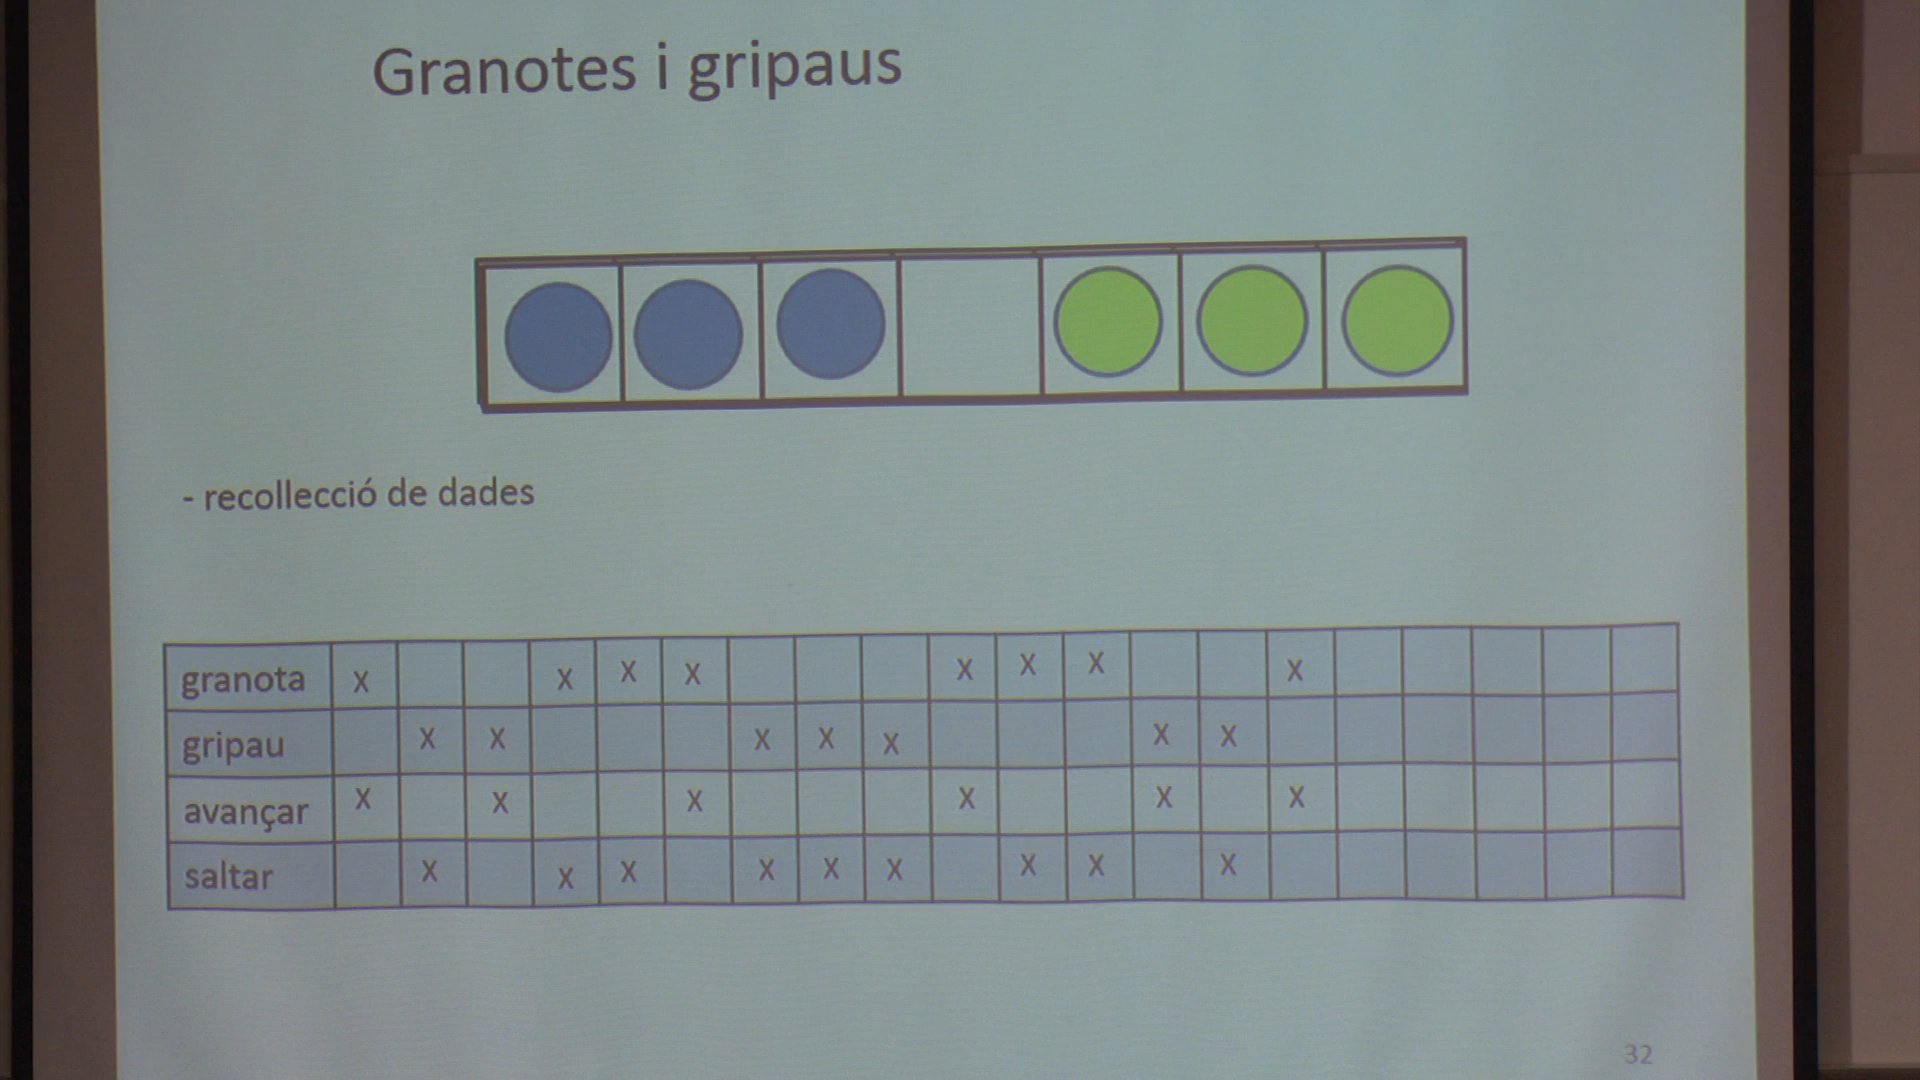 Granotes i gripaus
- recollecció de dades
granota X X X X X X X X
gripau X X X X X X X
avançar X X X X X X
saltar X X X X X X X X X
32